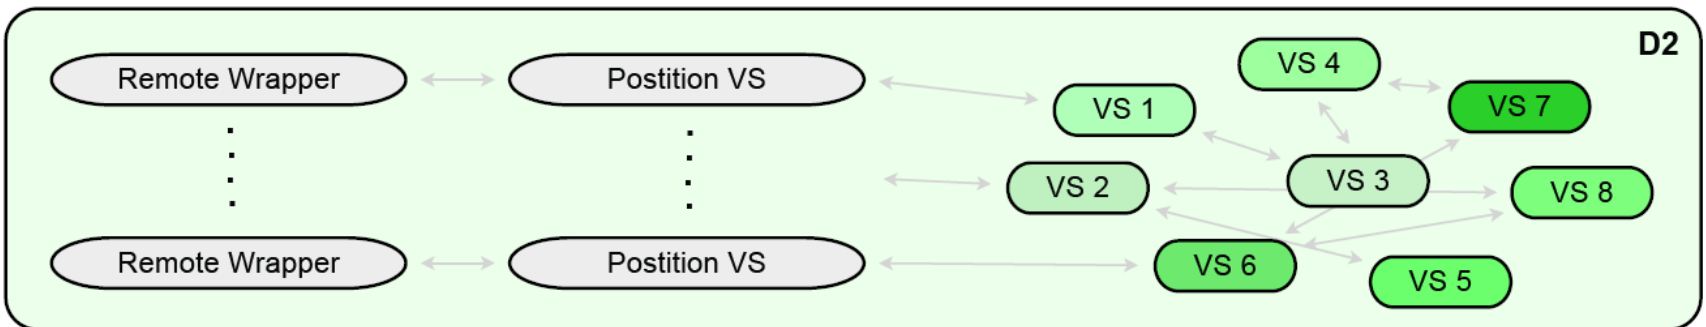 D2
Remote Wrapper
Postition VS
VS 1
VS 4
VS 7
VS 2
VS 3
VS 8
Remote Wrapper
Postition VS
VS 6
VS 5